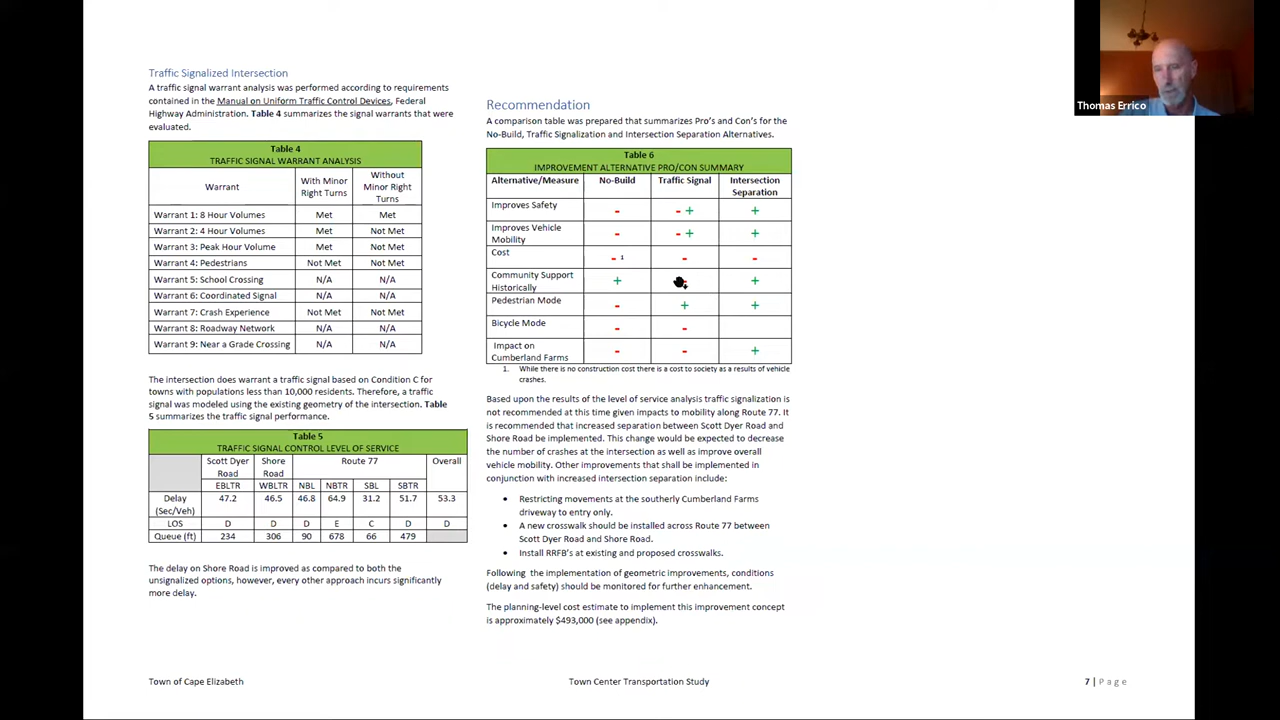 Traffic Signalized Intersection
A traffic signal warrant analysis was performed according to requirements
contained in the Manual on Uniform Traffic Control Devices, Federal
Highway Administration. Table 4 summarizes the signal warrants that were
evaluated.
Table 4
TRAFFIC SIGNAL WARRANT ANALYSIS
Warrant With Minor Right Turns Without Minor Right Turns
Warrant 1: 8 Hour Volumes Met Met
Warrant 2: 4 Hour Volumes Met Not Met
Warrant 3: Peak Hour Volume Met Not Met
Warrant 4: Pedestrians Not Met Not Met
Warrant 5: School Crossing N/A N/A
Warrant 6: Coordinated Signal N/A N/A
Warrant 7: Crash Experience Not Met Not Met
Warrant 8: Roadway Network N/A N/A
Warrant 9: Near a Grade Crossing N/A N/A
The intersection does warrant a traffic signal based on Condition C for
towns with populations less than 10,000 residents. Therefore, a traffic
signal was modeled using the existing geometry of the intersection. Table
5 summarizes the traffic signal performance.
Table 5
TRAFFIC SIGNAL CONTROL LEVEL OF SERVICE
Scott Dyer Road Shore Road Route 77 Overall
EBLTR WBLTR NBL NBTR SBL SBTR
Delay (Sec/Veh) 47.2 46.5 46.8 64.9 31.2 51.7 53.3
LOS D D D E C D D
Queue (ft) 234 306 90 678 66 479
The delay on Shore Road is improved as compared to both the
unsignalized options, however, every other approach incurs significantly
more delay.
Recommendation
A comparison table was prepared that summarizes Pro's and Con's for the
No-Build, Traffic Signalization and Intersection Separation Alternatives.
Table 6
IMPROVEMENT ALTERNATIVE PRO/CON SUMMARY
Alternative/Measure No-Build Traffic Signal Intersection Separation
Improves Safety - - + +
Improves Vehicle Mobility - - + +
Cost - 1 - -
Community Support Historically + +
Pedestrian Mode - + +
Bicycle Mode - -
Impact on Cumberland Farms - - +
1. While there is no construction cost there is a cost to society as a results of vehicle
crashes.
Based upon the results of the level of service analysis traffic signalization is
not recommended at this time given impacts to mobility along Route 77. It
is recommended that increased separation between Scott Dyer Road and
Shore Road be implemented. This change would be expected to decrease
the number of crashes at the intersection as well as improve overall
vehicle mobility. Other improvements that shall be implemented in
conjunction with increased intersection separation include:
• Restricting movements at the southerly Cumberland Farms
driveway to entry only.
• A new crosswalk should be installed across Route 77 between
Scott Dyer Road and Shore Road.
• Install RRFB's at existing and proposed crosswalks.
Following the implementation of geometric improvements, conditions
(delay and safety) should be monitored for further enhancement.
The planning-level cost estimate to implement this improvement concept
is approximately $493,000 (see appendix).
Town of Cape Elizabeth Town Center Transportation Study 7 | Page
Thomas Errico